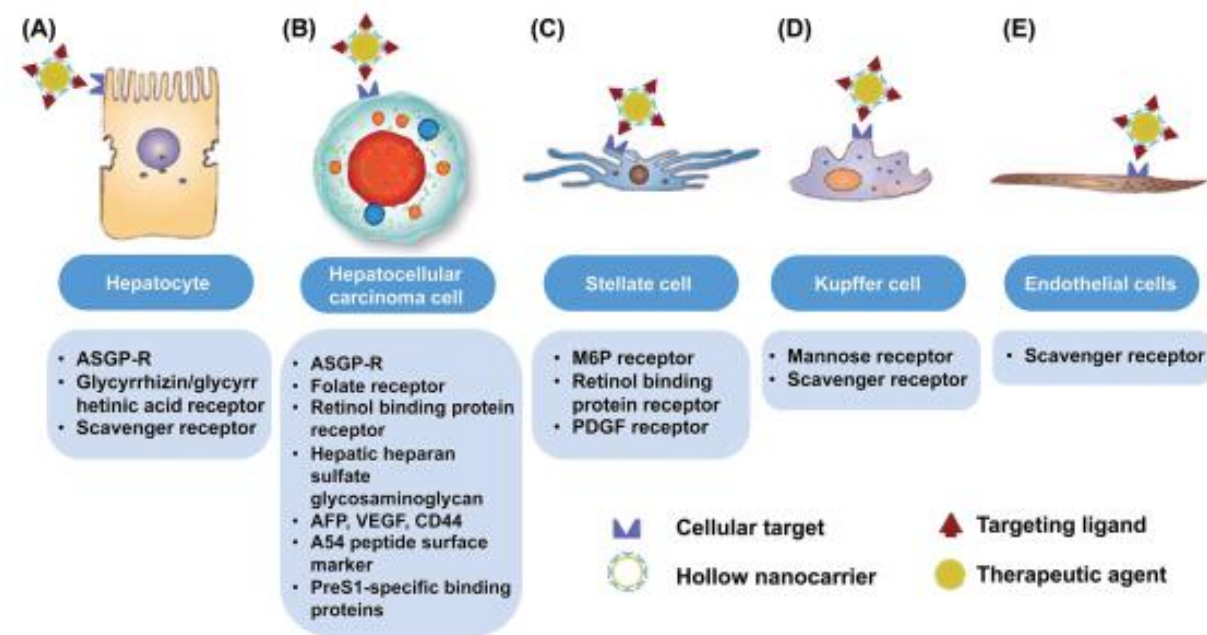 (A)
(B)
(C)
(D)
(E)
Hepatocyte
Hepatocellular
carcinoma cell
Stellate cell
Kupffer cell
Endothelial cells
• ASGP-R
• Glycyrrhizin/glycyrr
hetinic acid receptor
• Scavenger receptor
• ASGP-R
• Folate receptor
• Retinol binding protein
receptor
• Hepatic heparan
sulfate
glycosaminoglycan
• AFP, VEGF, CD44
• A54 peptide surface
marker
• PreS1-specific binding
proteins
• M6P receptor
• Retinol binding
protein receptor
• PDGF receptor
• Mannose receptor
• Scavenger receptor
• Scavenger receptor
Cellular target
Targeting ligand
Hollow nanocarrier
Therapeutic agent